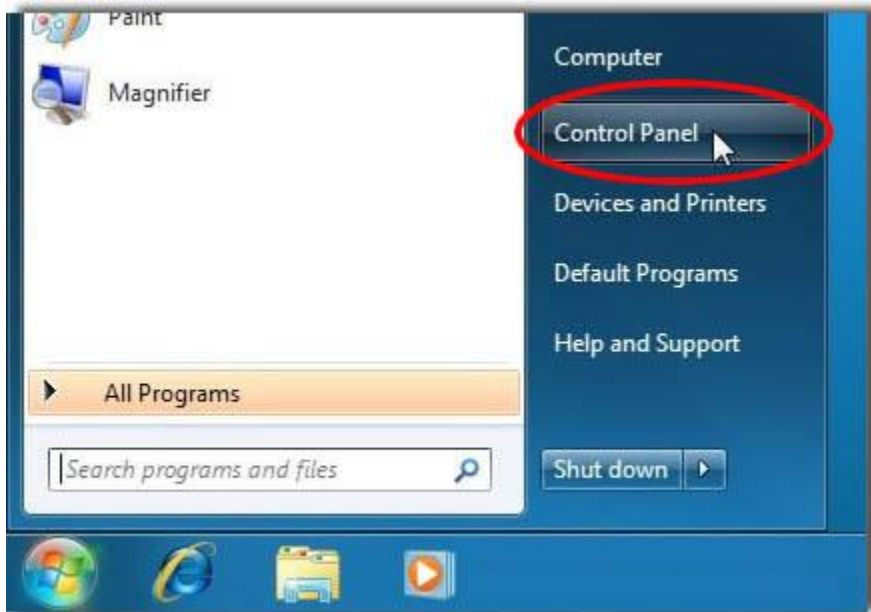 Paint
Magnifier
All Programs
Search programs and files
Computer
Control Panel
Devices and Printers
Default Programs
Help and Support
Shut down